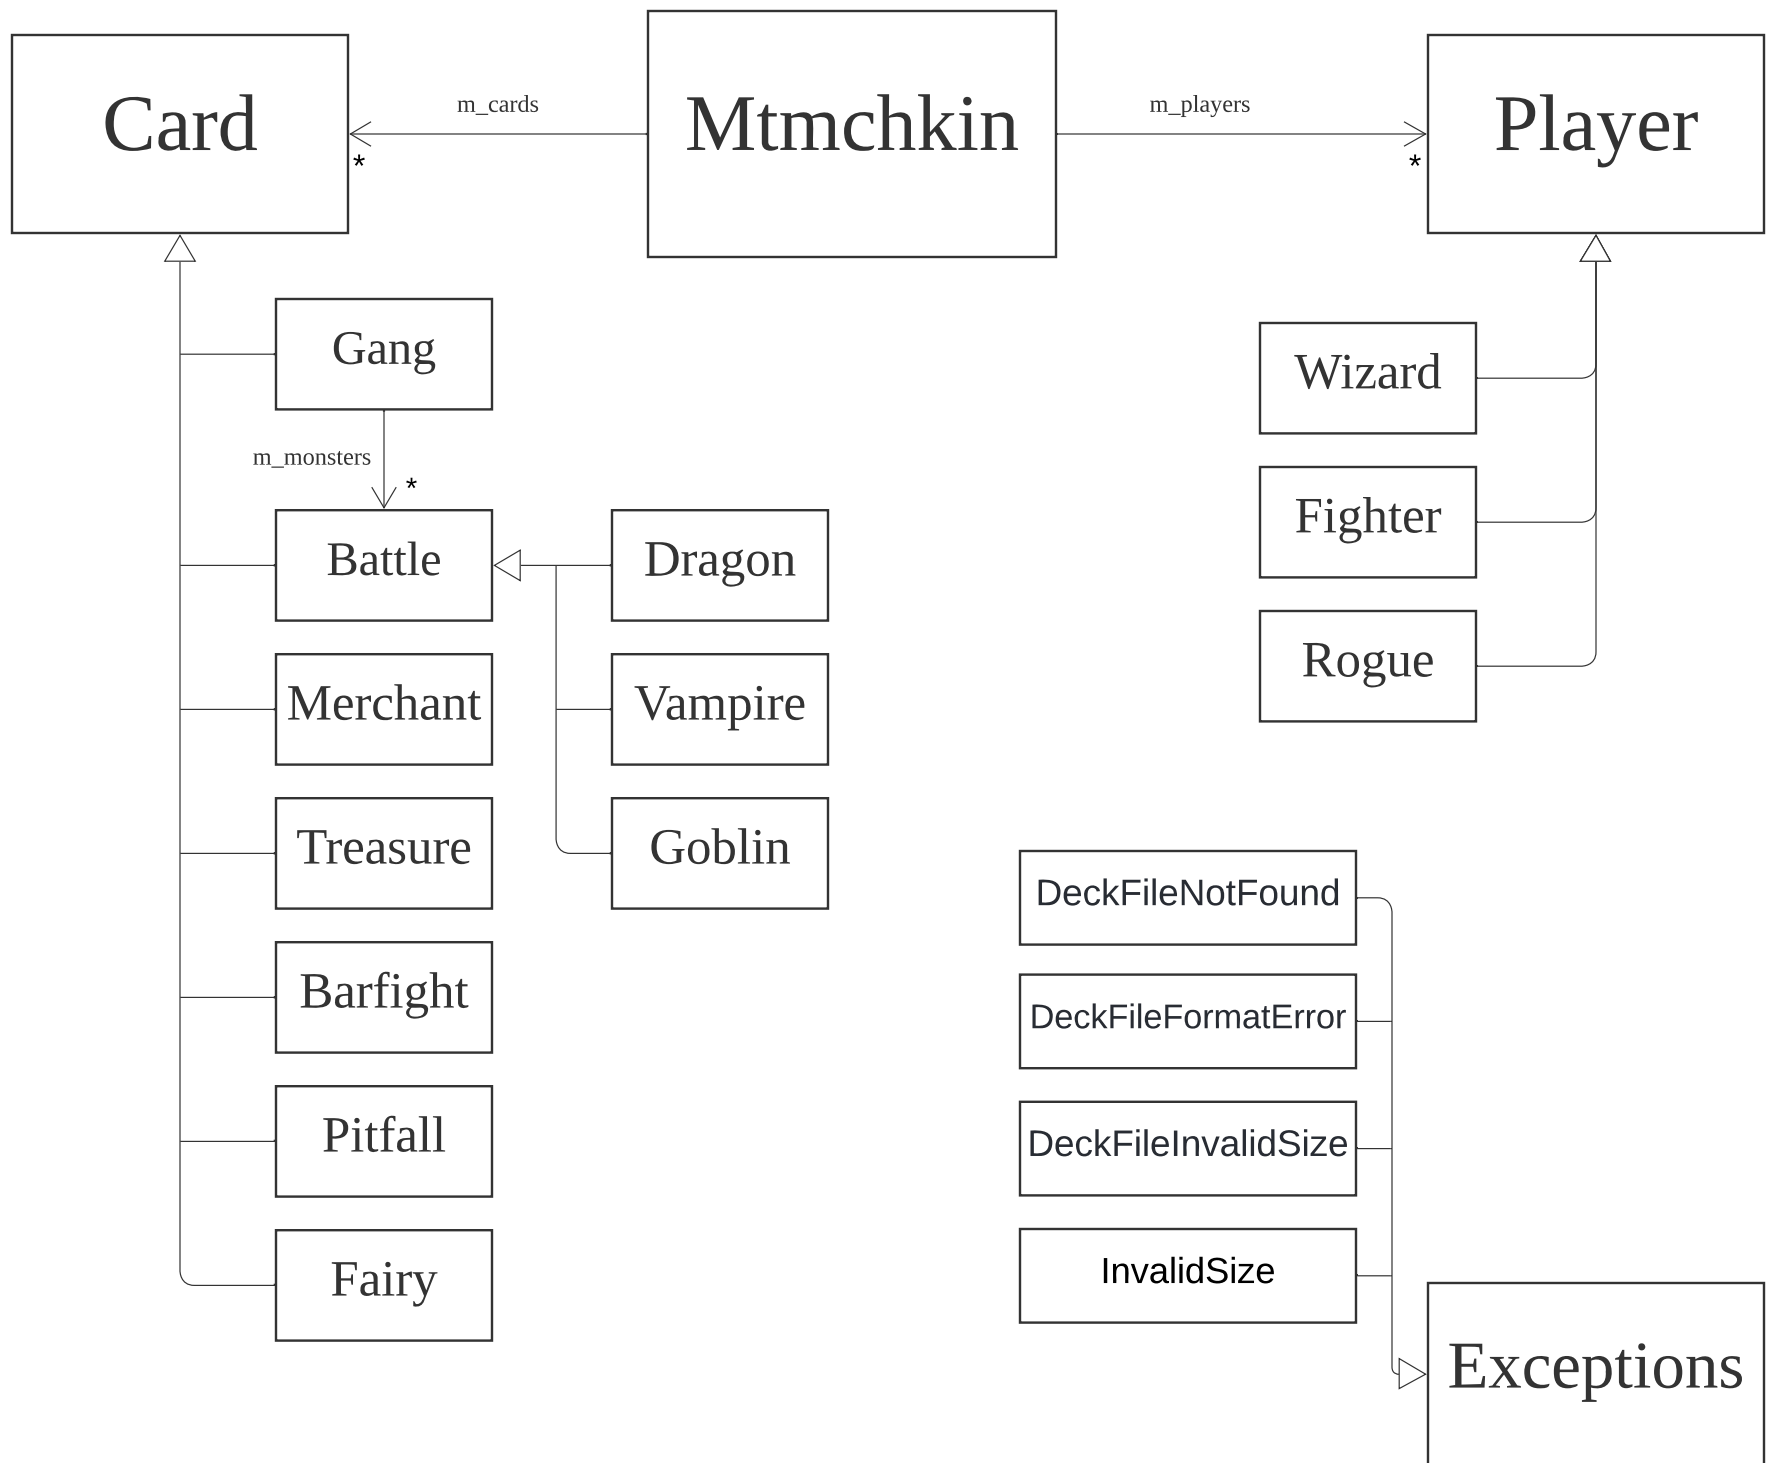 Card
m_cards
*
Mtmchkin
m_players
*
Player
Gang
m_monsters
*
Battle
Dragon
Merchant
Vampire
Treasure
Goblin
Barfight
Pitfall
Fairy
Wizard
Fighter
Rogue
DeckFileNotFound
DeckFileFormatError
DeckFileInvalidSize
InvalidSize
Exceptions